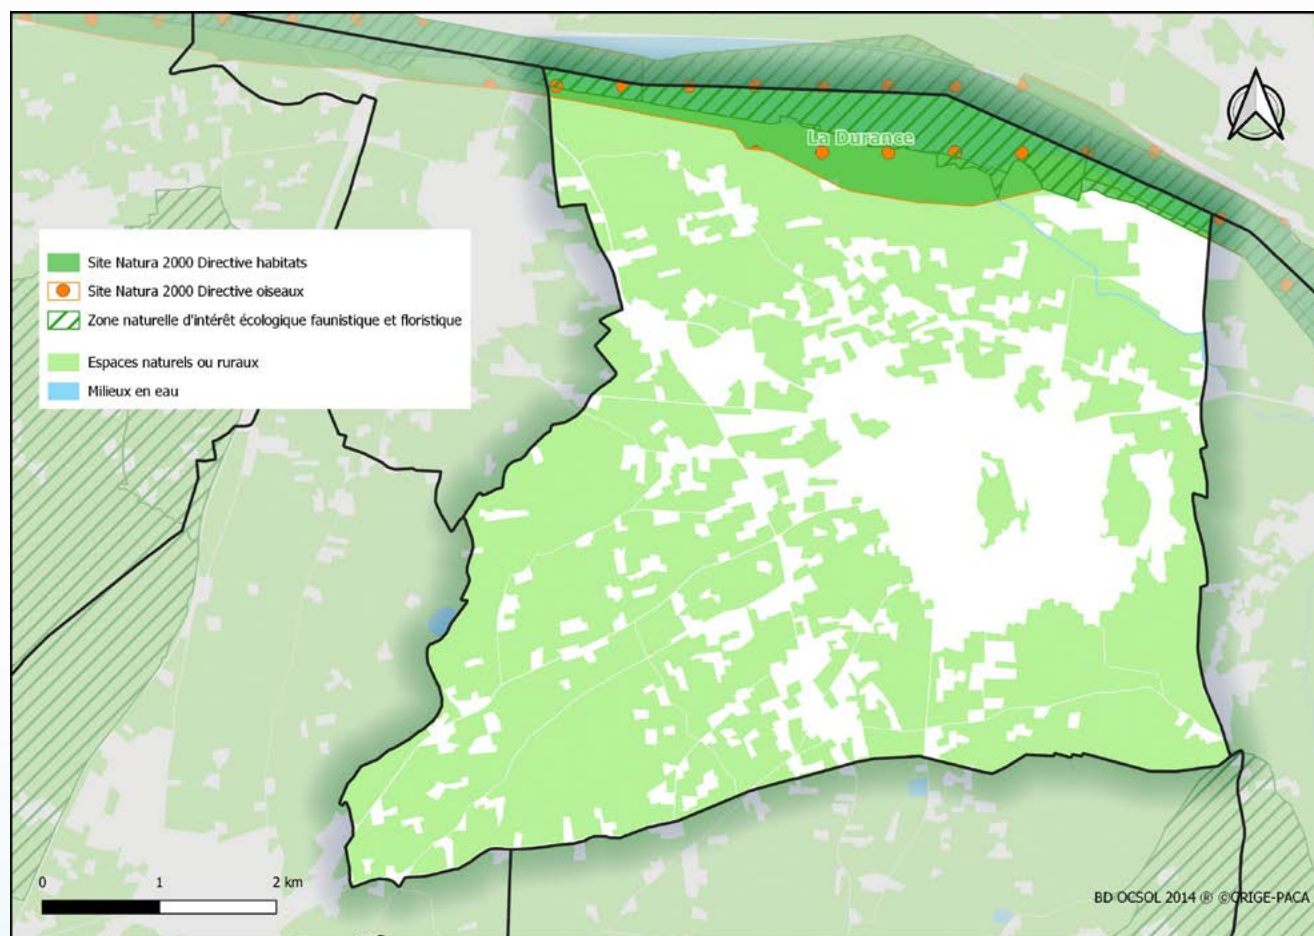 La Durance
Site Natura 2000 Directive habitats
Site Natura 2000 Directive oiseaux
Zone naturelle d'intérêt écologique faunistique et floristique
Espaces naturels ou ruraux
Milieux en eau
0 1 2 km
BD OCSOL 2014 ® ©CRIGE-PACA